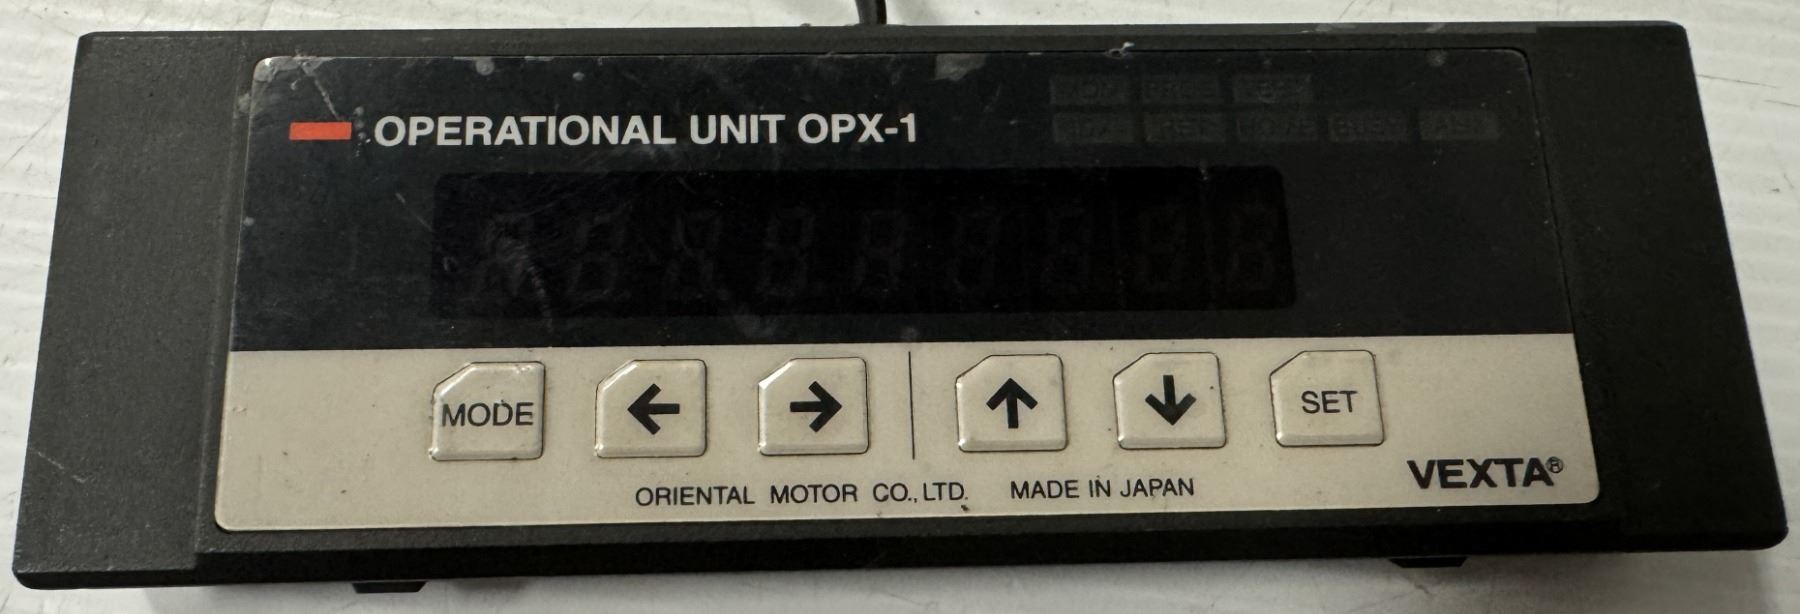 OPERATIONAL UNIT OPX-1
MODE ← → ↑ ↓ SET
VEXTA®
ORIENTAL MOTOR CO., LTD. MADE IN JAPAN